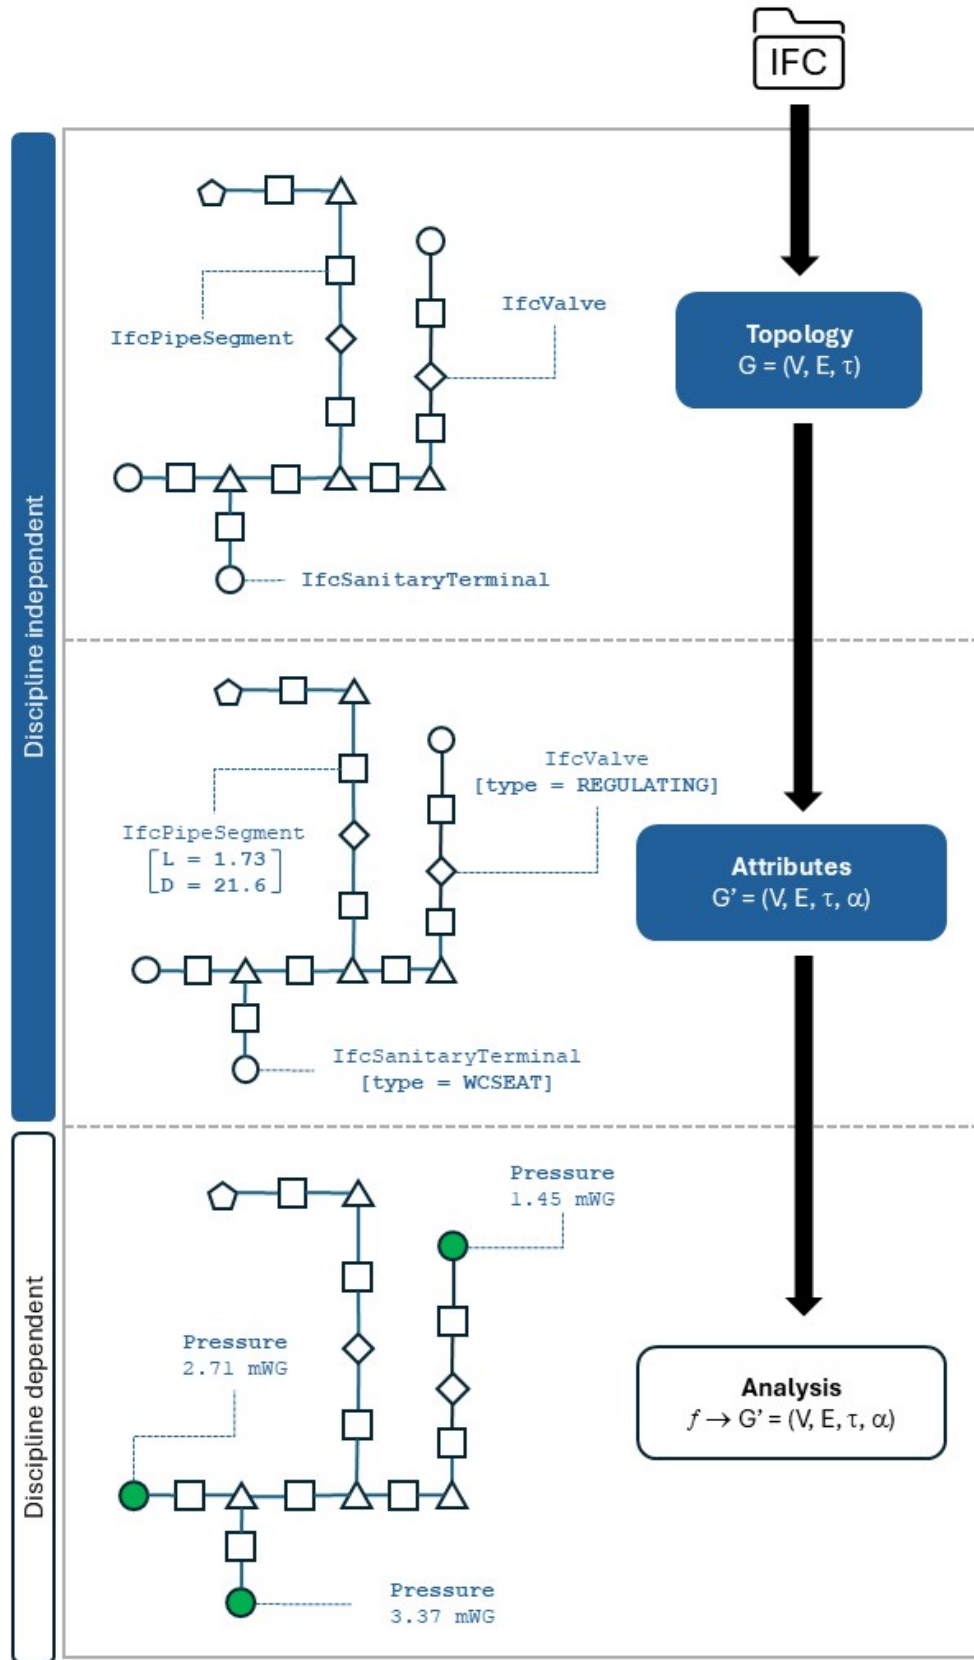 IFC
Discipline independent
IfcPipeSegment
IfcValve
IfcSanitaryTerminal
Topology
G = (V, E, τ)
IfcPipeSegment
L = 1.73
D = 21.6
IfcValve
[type = REGULATING]
IfcSanitaryTerminal
[type = WCSEAT]
Attributes
G’ = (V, E, τ, α)
Discipline dependent
Pressure
1.45 mWG
Pressure
2.71 mWG
Pressure
3.37 mWG
Analysis
f → G’ = (V, E, τ, α)